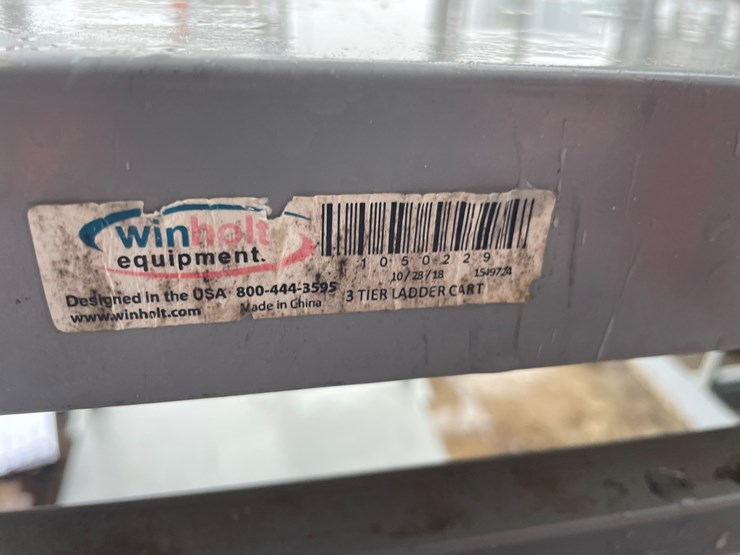 winholt
equipment.
Designed in the USA 800-444-3595
www.winholt.com Made in China
1050229
10/28/18
3 TIER LADDER CART